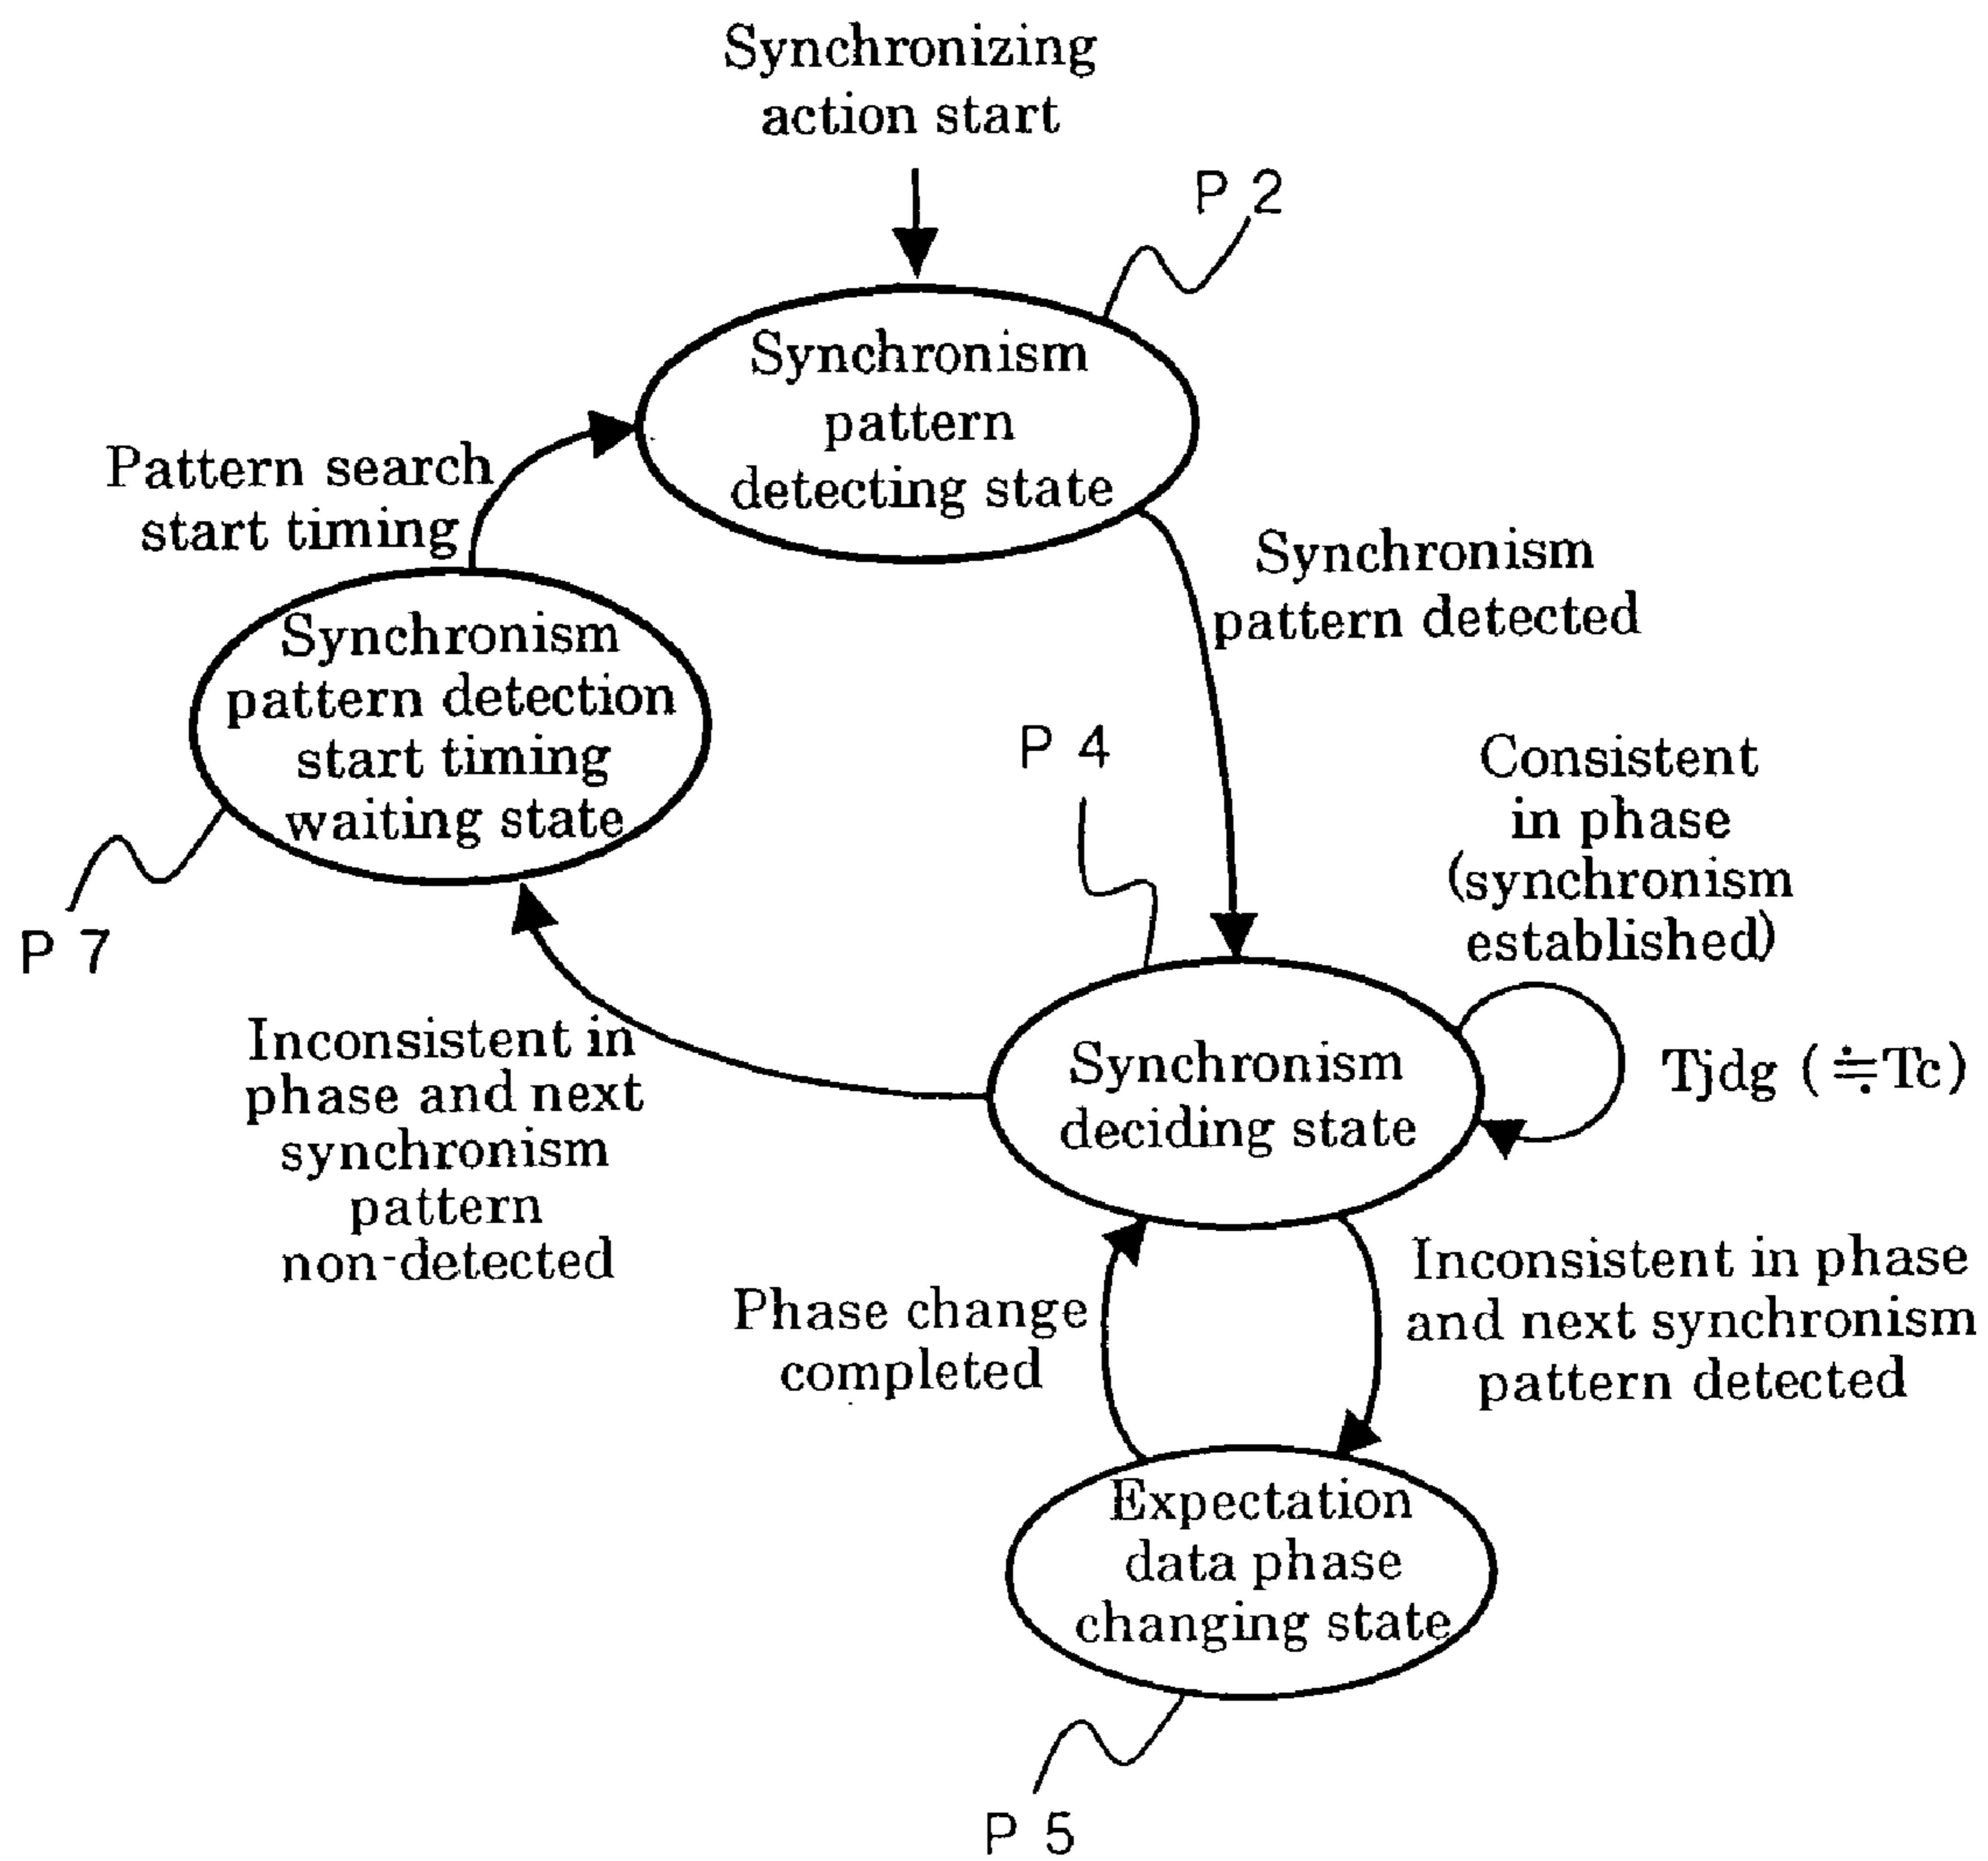 Synchronizing
action start
P 2
Synchronism
pattern
detecting state
Pattern search
start timing
Synchronism
pattern detected
Synchronism
pattern detection
start timing
waiting state
P 7
P 4
Consistent
in phase
(synchronism
established)
Tjdg (≒Tc)
Synchronism
deciding state
Inconsistent in
phase and next
synchronism
pattern
non-detected
Phase change
completed
Inconsistent in phase
and next synchronism
pattern detected
Expectation
data phase
changing state
P 5